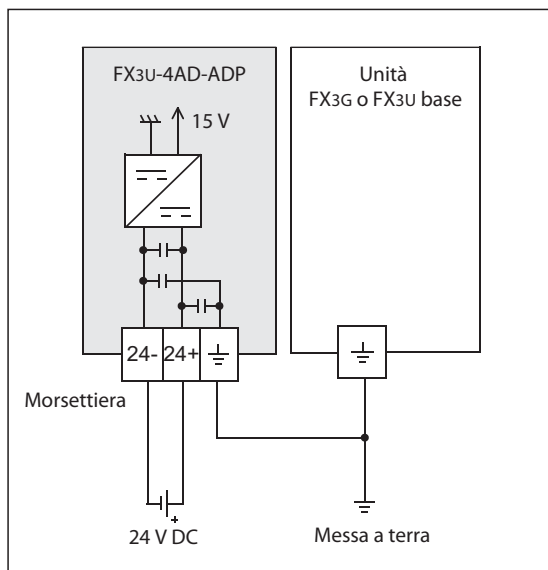 FX3U-4AD-ADP
15 V
Unità
FX3G o FX3U base
24- 24+
Morsettiera
24 V DC
+
Messa a terra